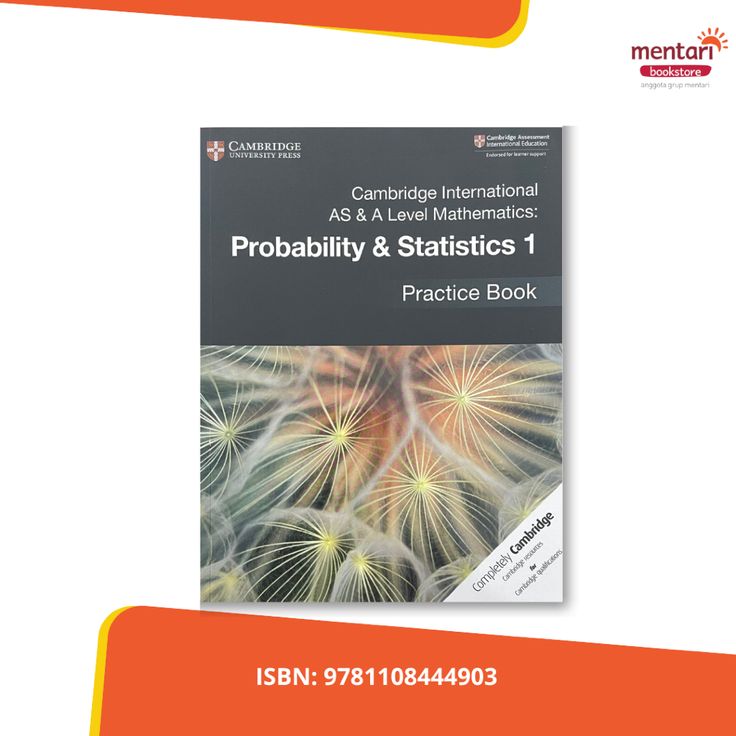 mentari
bookstore
anggota grup mentari
CAMBRIDGE
UNIVERSITY PRESS
Cambridge Assessment
International Education
Endorsed for learner support
Cambridge International
AS & A Level Mathematics:
Probability & Statistics 1
Practice Book
Completely Cambridge
Cambridge resources
for
Cambridge qualifications
ISBN: 9781108444903